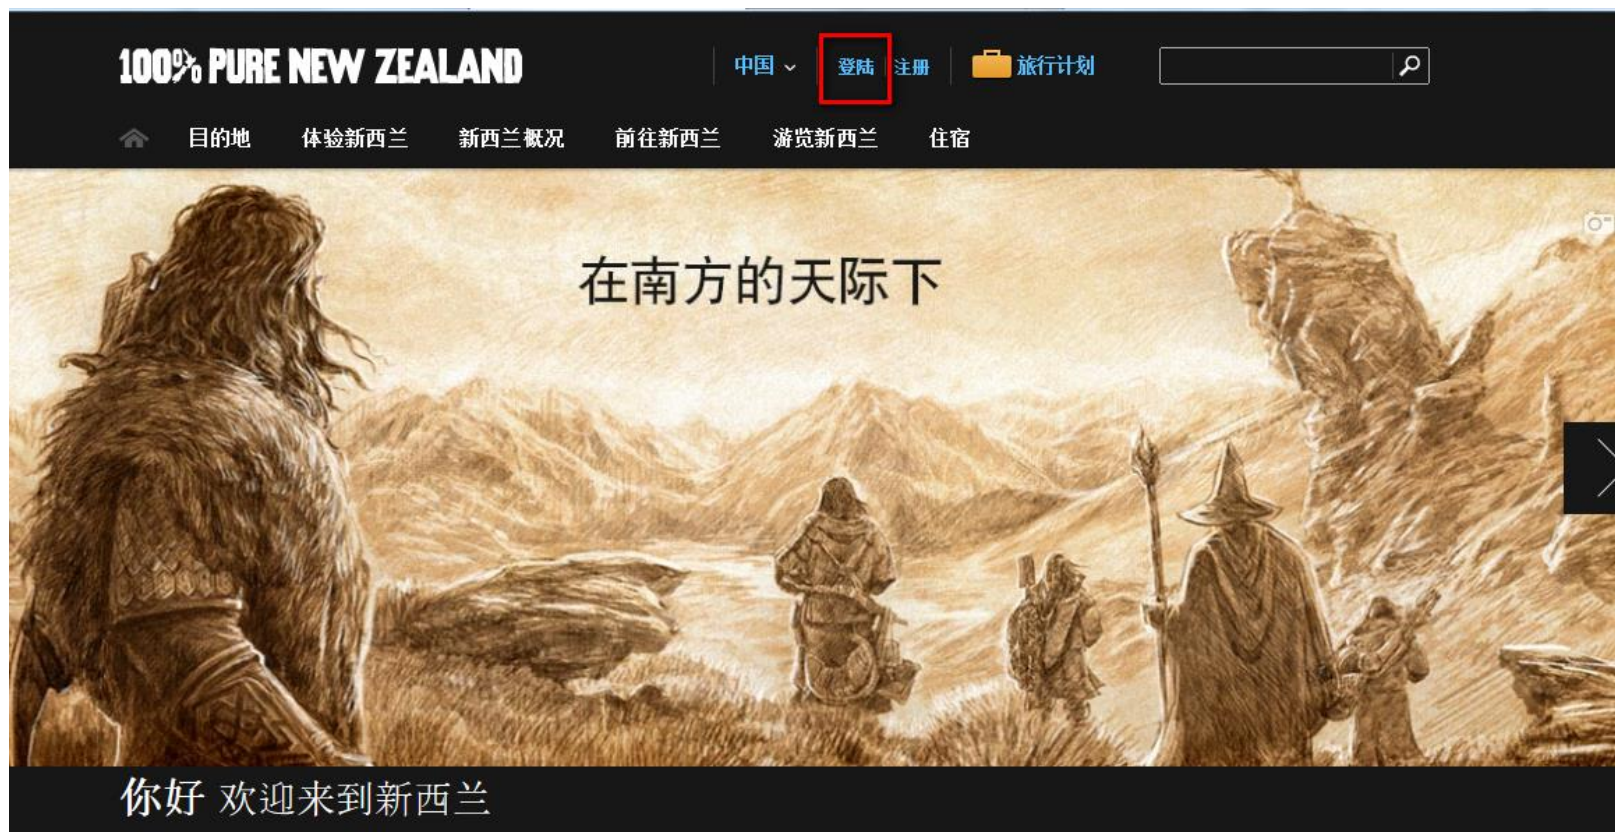 100% PURE NEW ZEALAND
中国 登陆 注册 旅行计划
目的地 体验新西兰 新西兰概况 前往新西兰 游览新西兰 住宿
在南方的天际下
你好 欢迎来到新西兰